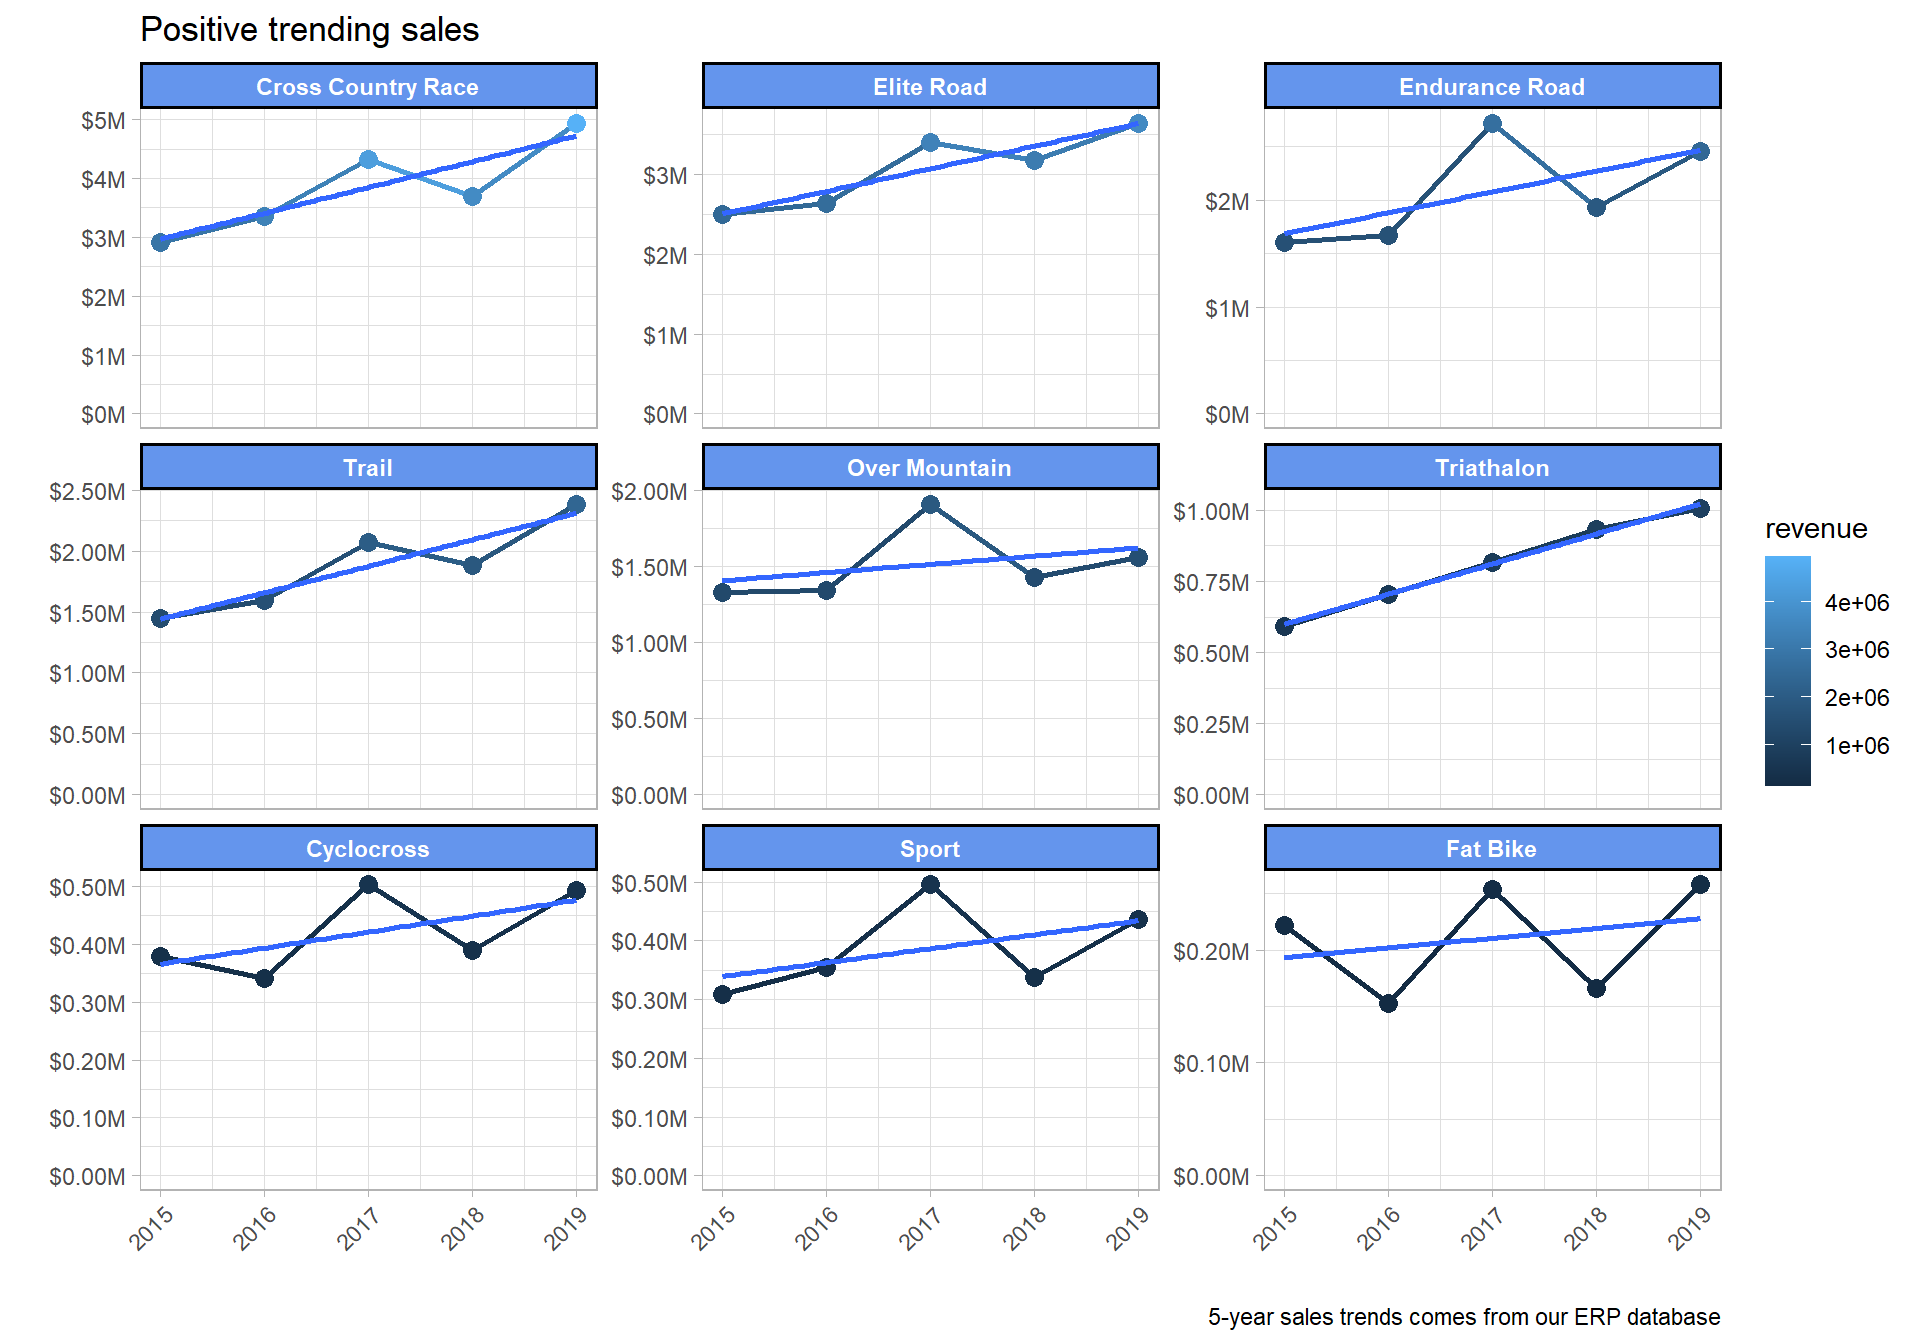 Positive trending sales
Cross Country Race
Elite Road
Endurance Road
$5M
$4M
$3M
$2M
$1M
$0M
$3M
$2M
$1M
$0M
$2M
$1M
$0M
Trail
Over Mountain
Triathalon
$2.50M
$2.00M
$1.50M
$1.00M
$0.50M
$0.00M
$2.00M
$1.50M
$1.00M
$0.50M
$0.00M
$1.00M
$0.75M
$0.50M
$0.25M
$0.00M
Cyclocross
Sport
Fat Bike
$0.50M
$0.40M
$0.30M
$0.20M
$0.10M
$0.00M
$0.50M
$0.40M
$0.30M
$0.20M
$0.10M
$0.00M
$0.20M
$0.10M
$0.00M
2015 2016 2017 2018 2019
2015 2016 2017 2018 2019
2015 2016 2017 2018 2019
revenue
4e+06
3e+06
2e+06
1e+06
5-year sales trends comes from our ERP database